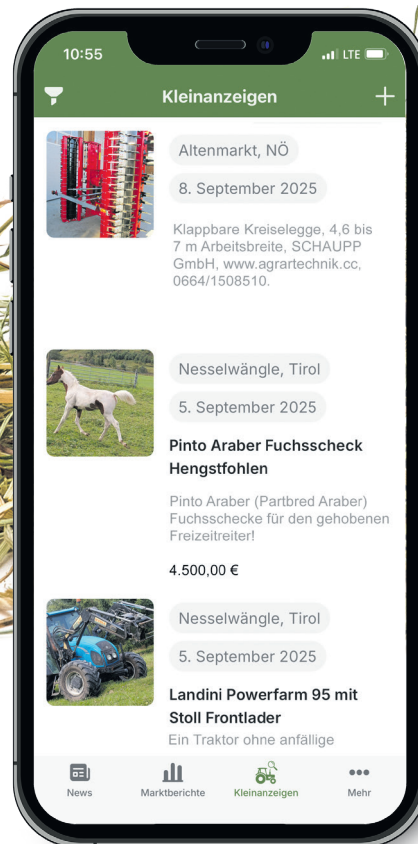 10:55
LTE
Kleinanzeigen
Altenmarkt, NÖ
8. September 2025
Klappbare Kreiselegge, 4,6 bis
7 m Arbeitsbreite, SCHAUPP
GmbH, www.agrartechnik.cc,
0664/1508510.
Nesselwängle, Tirol
5. September 2025
Pinto Araber Fuchsscheck
Hengstfohlen
Pinto Araber (Partbred Araber)
Fuchsschecke für den gehobenen
Freizeitreiter!
4.500,00 €
Nesselwängle, Tirol
5. September 2025
Landini Powerfarm 95 mit
Stoll Frontlader
Ein Traktor ohne anfällige
News
Marktberichte
Kleinanzeigen
Mehr